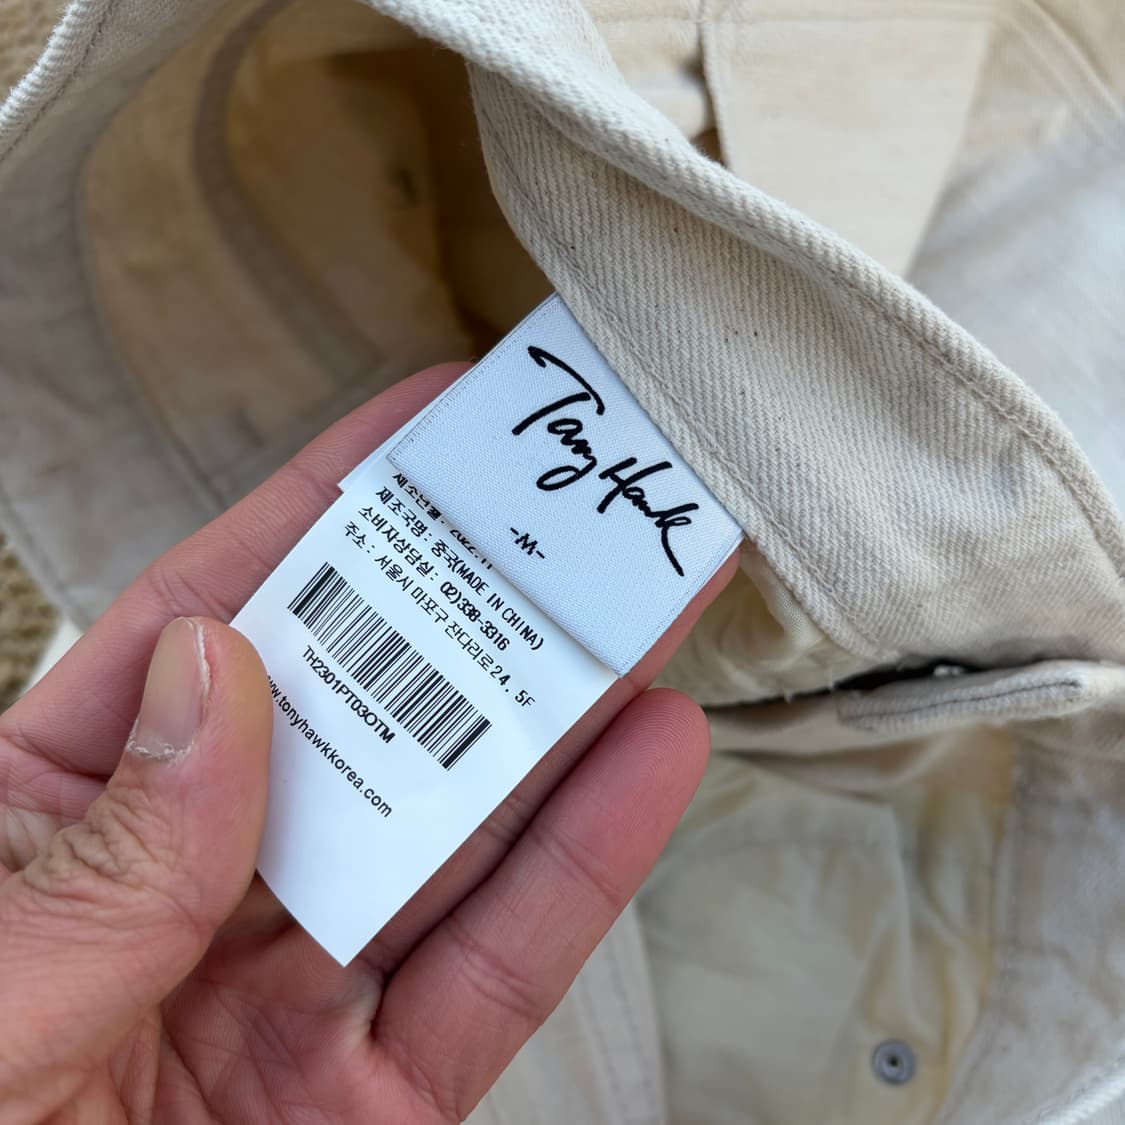 Tony Hawk
-M-
제조국명 : 중국(MADE IN CHINA)
소비자상담실 : 02)338-3316
주소 : 서울시 마포구 잔다리로24, 5F
TH2301PT03OTM
www.tonyhawkkorea.com